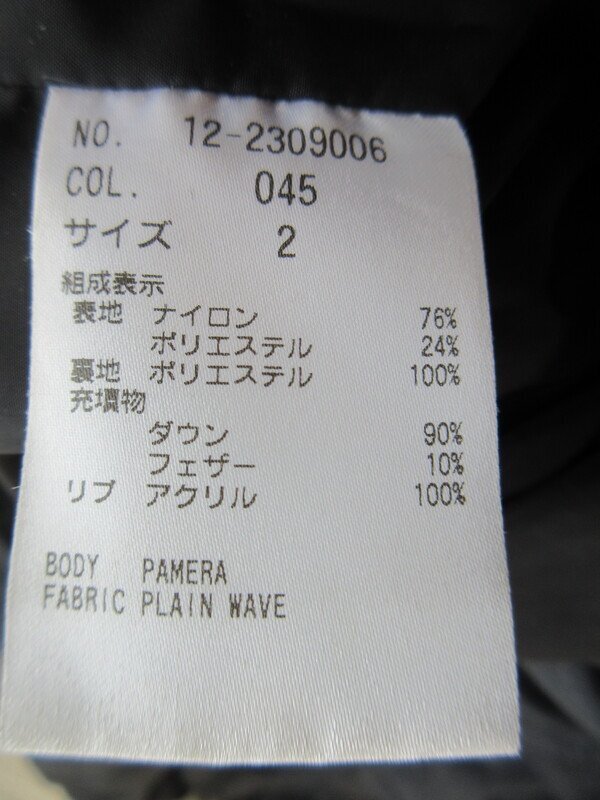 NO. 12-2309006
COL. 045
サイズ 2
組成表示
表地 ナイロン 76%
ポリエステル 24%
裏地 ポリエステル 100%
充填物
ダウン 90%
フェザー 10%
リブ アクリル 100%
BODY PAMERA
FABRIC PLAIN WAVE